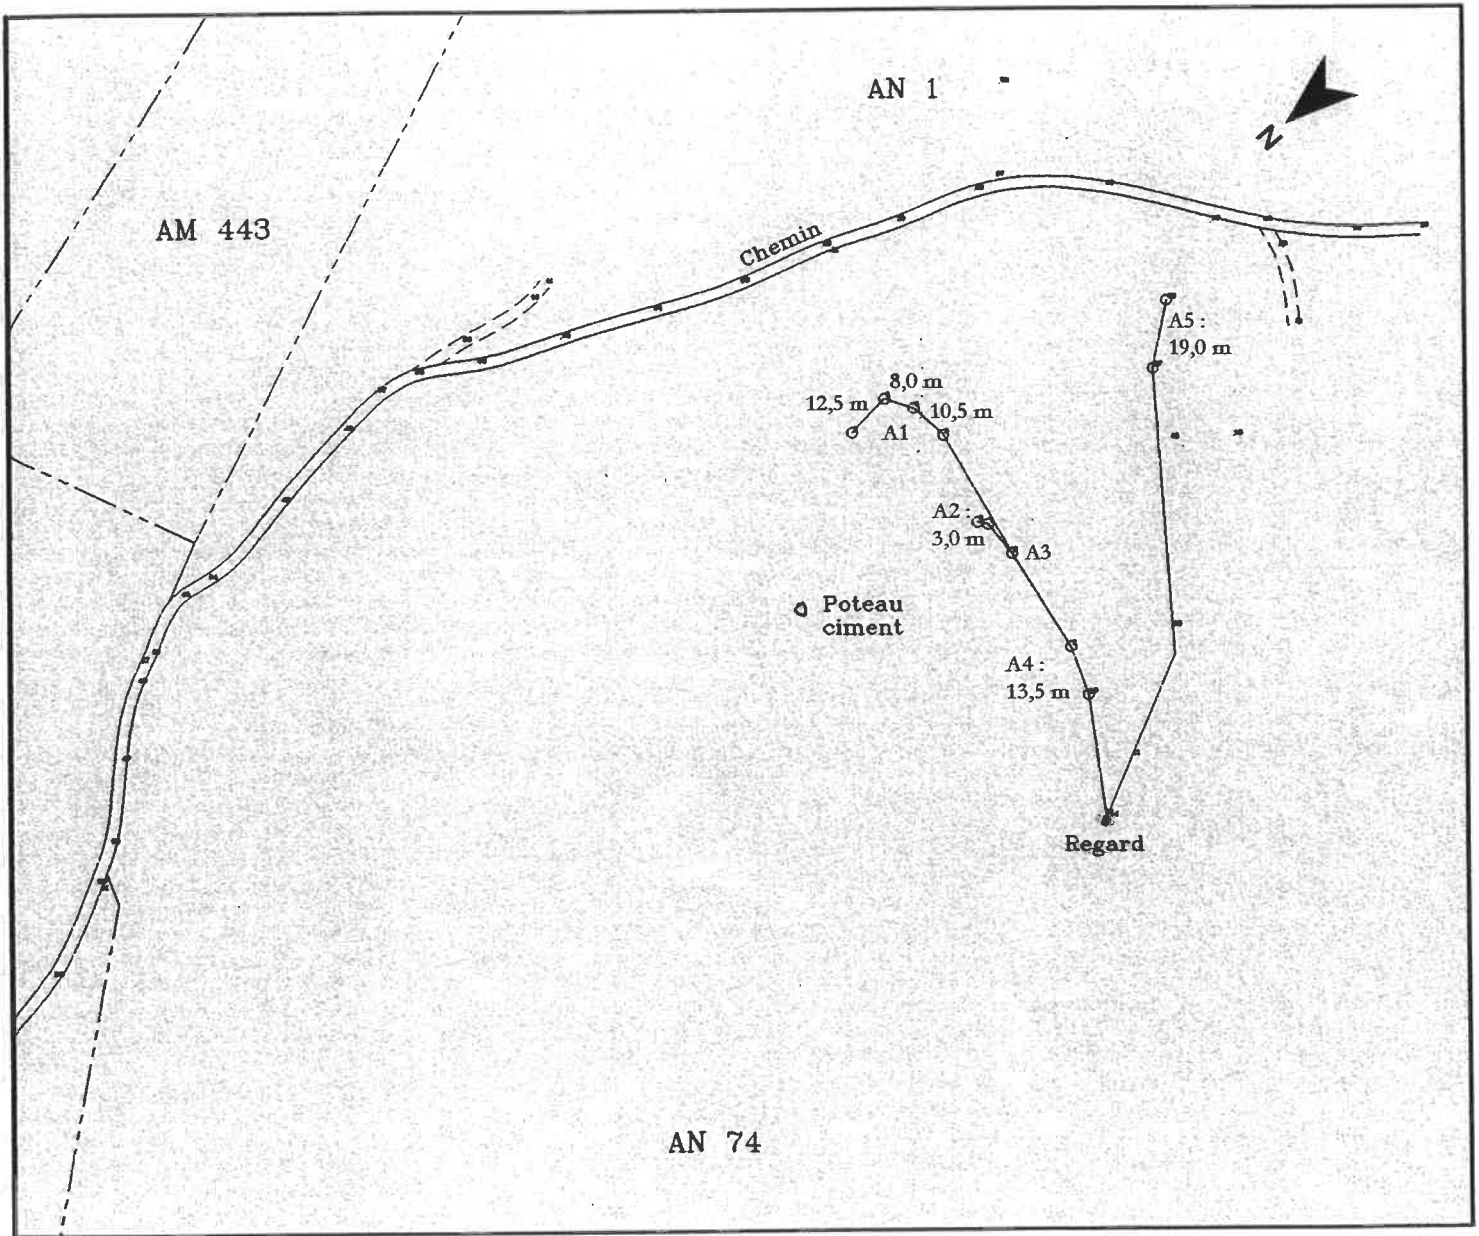 AN 1
N
AM 443
Chemin
A5 :
19,0 m
8,0 m
12,5 m
10,5 m
A1
A2 :
3,0 m
A3
Poteau
ciment
A4 :
13,5 m
Regard
AN 74